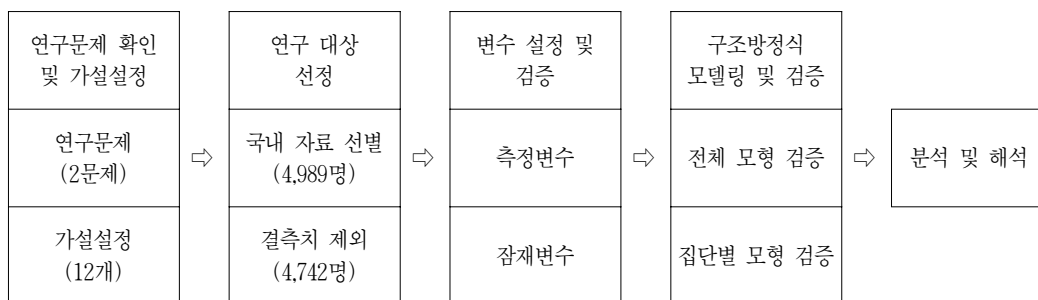 연구문제 확인
및 가설설정
연구문제
(2문제)
가설설정
(12개)
⇨
연구 대상
선정
국내 자료 선별
(4,989명)
결측치 제외
(4,742명)
⇨
변수 설정 및
검증
측정변수
잠재변수
⇨
구조방정식
모델링 및 검증
전체 모형 검증
집단별 모형 검증
⇨
분석 및 해석